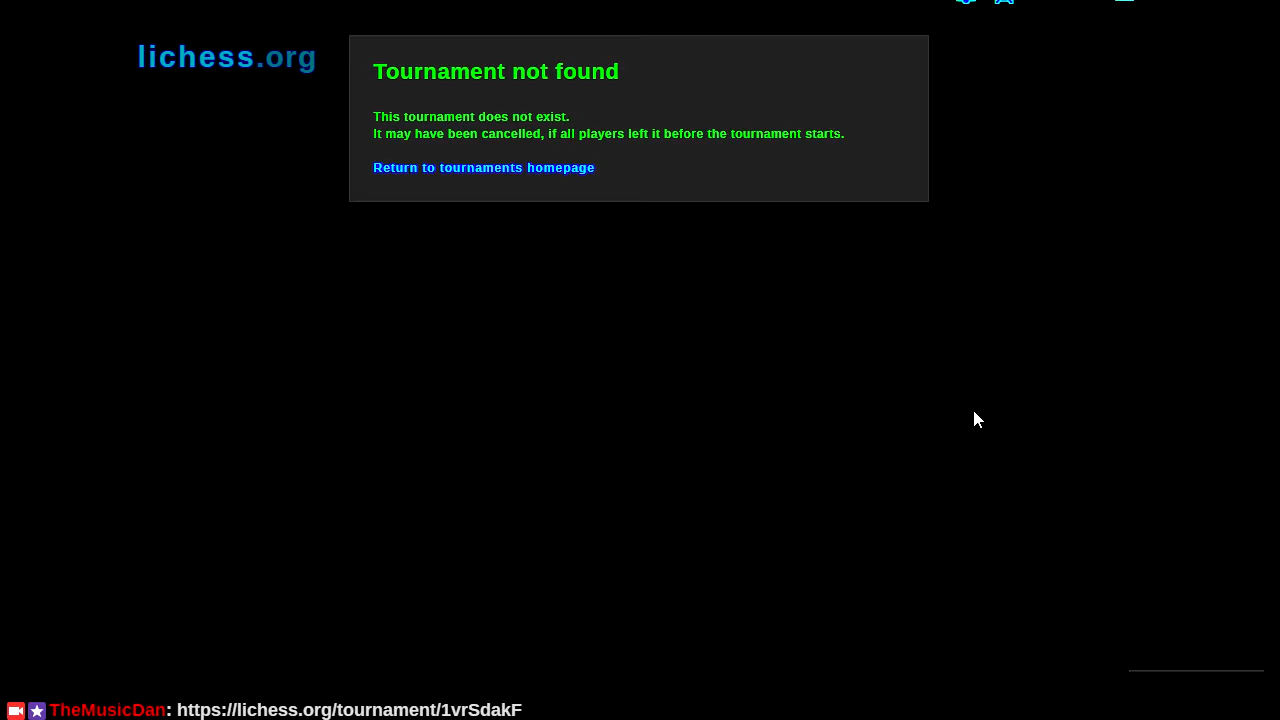 lichess.org
Tournament not found
This tournament does not exist.
It may have been cancelled, if all players left it before the tournament starts.
Return to tournaments homepage
TheMusicDan: https://lichess.org/tournament/1vrSdakF